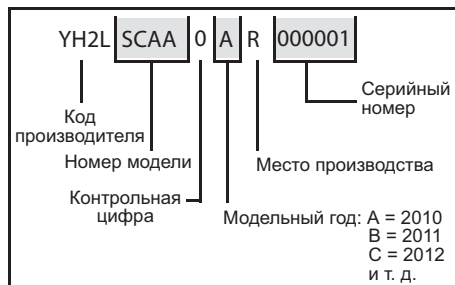 YH2L SCAA 0 A R 000001
Серийный
номер
Код
производителя
Номер модели
Место производства
Контрольная
цифра
Модельный год: A = 2010
B = 2011
C = 2012
и т. д.